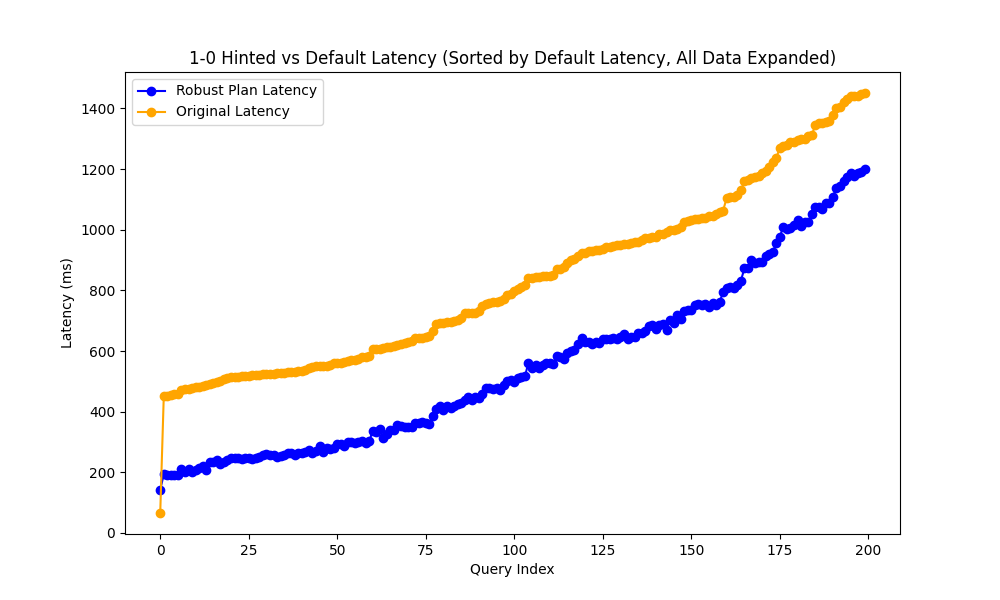 1-0 Hinted vs Default Latency (Sorted by Default Latency, All Data Expanded)
Robust Plan Latency
Original Latency
Latency (ms)
1400
1200
1000
800
600
400
200
0
0 25 50 75 100 125 150 175 200
Query Index